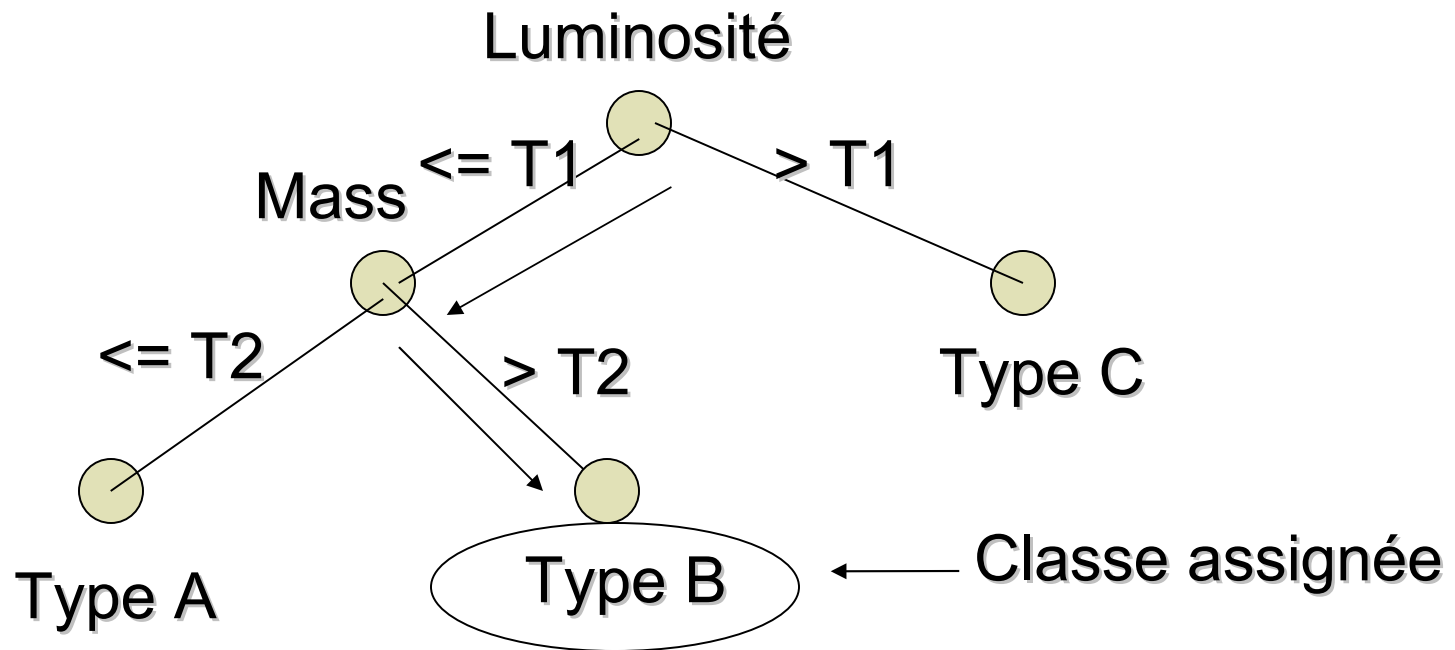 Luminosité
<= T1
> T1
Mass
<= T2
> T2
Type C
Type A
Type B
Classe assignée